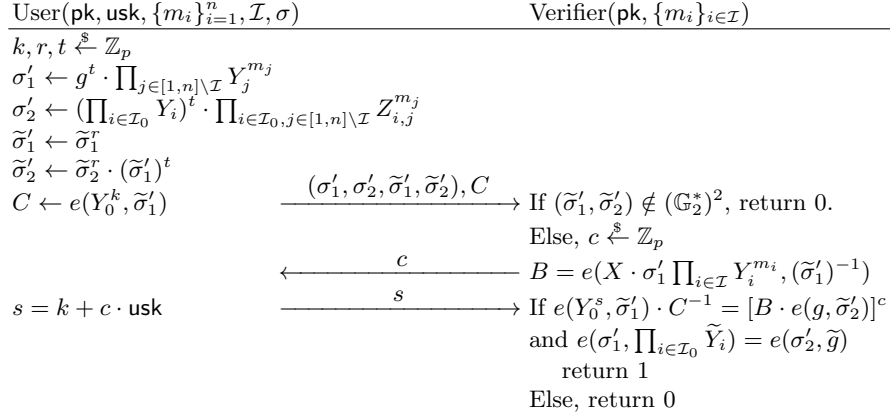 User(pk, usk, {m_i}_{i=1}^n, I, σ) Verifier(pk, {m_i}_{i∈I})
k, r, t ←$ ℤ_p
σ′_1 ← g^t · ∏_{j∈[1,n]\I} Y_j^{m_j}
σ′_2 ← (∏_{i∈I_0} Y_i)^t · ∏_{i∈I_0,j∈[1,n]\I} Z_{i,j}^{m_j}
σ̃′_1 ← σ̃_1^r
σ̃′_2 ← σ̃_2^r · (σ̃′_1)^t
C ← e(Y_0^k, σ̃′_1) (σ′_1, σ′_2, σ̃′_1, σ̃′_2), C → If (σ̃′_1, σ̃′_2) ∉ (𝔾_2^*)^2, return 0.
Else, c ←$ ℤ_p
← c B = e(X · σ′_1 ∏_{i∈I} Y_i^{m_i}, (σ̃′_1)^{-1})
s = k + c · usk s → If e(Y_0^s, σ̃′_1) · C^{-1} = [B · e(g, σ̃′_2)]^c
and e(σ′_1, ∏_{i∈I_0} Ỹ_i) = e(σ′_2, g̃)
return 1
Else, return 0